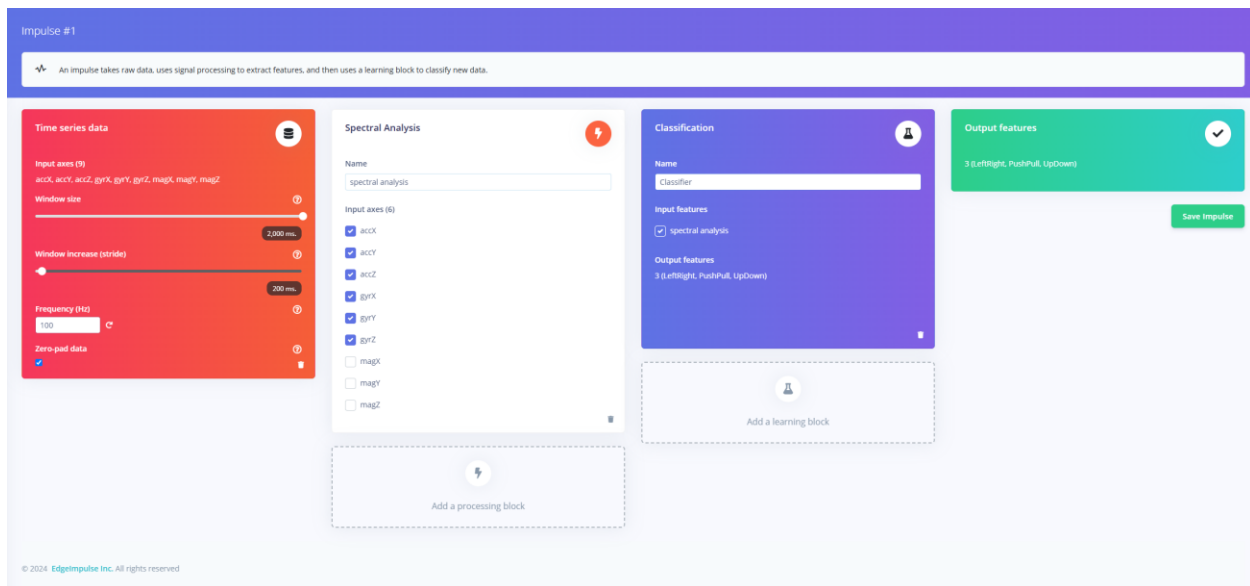 Impulse #1
An impulse takes raw data, uses signal processing to extract features, and then uses a learning block to classify new data.
Time series data
Input axes (9)
accX, accY, accZ, gyrX, gyrY, gyrZ, magX, magY, magZ
Window size
2,000 ms.
Window increase (stride)
200 ms.
Frequency (Hz)
100
Zero-pad data
Spectral Analysis
Name
spectral analysis
Input axes (6)
accX
accY
accZ
gyrX
gyrY
gyrZ
magX
magY
magZ
Add a processing block
Classification
Name
Classifier
Input features
spectral analysis
Output features
3 (LeftRight, PushPull, UpDown)
Add a learning block
Output features
3 (LeftRight, PushPull, UpDown)
Save Impulse
© 2024 EdgeImpulse Inc. All rights reserved